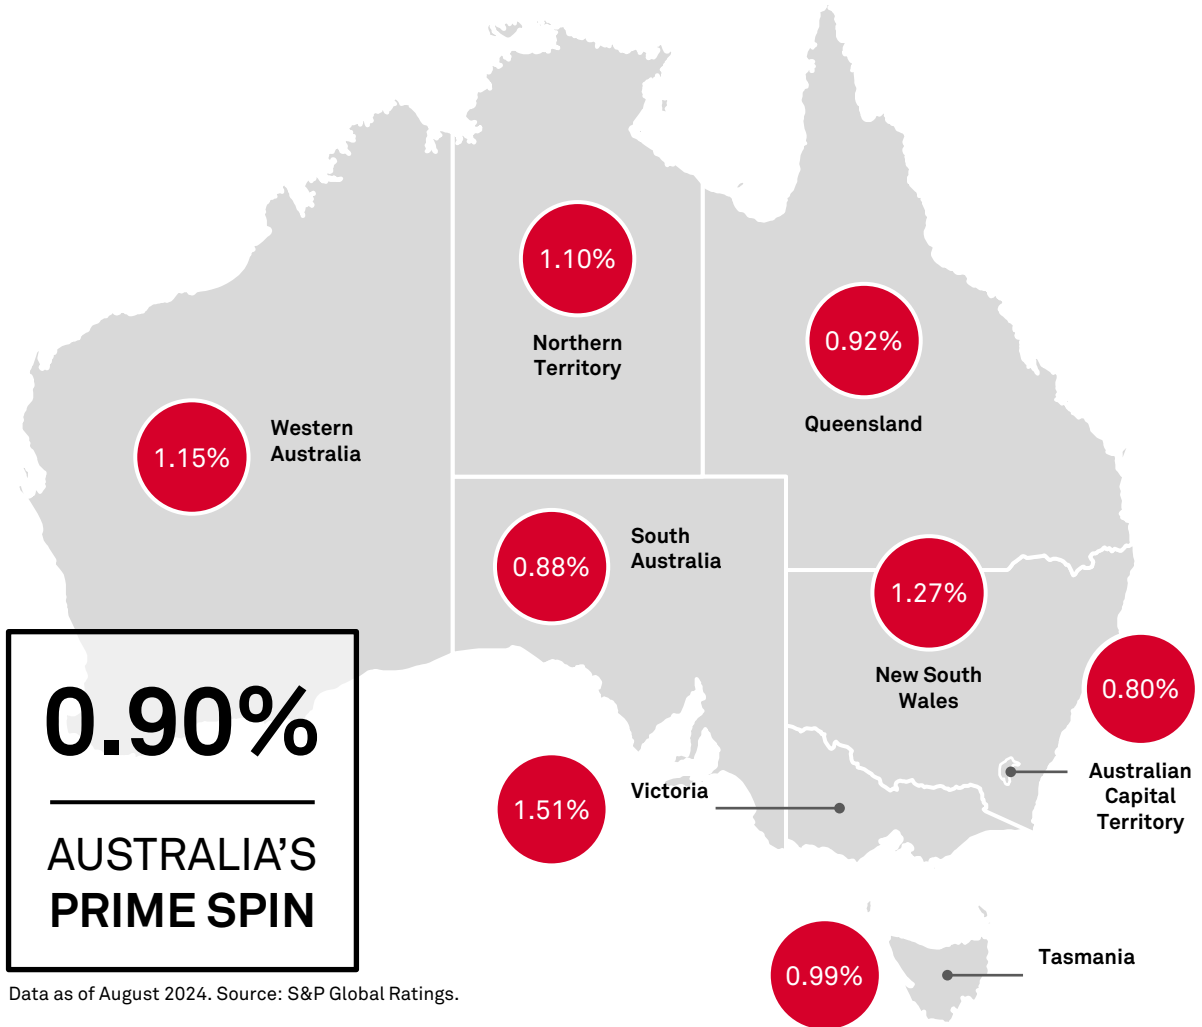 1.10%
Northern
Territory
0.92%
Queensland
1.15%
Western
Australia
0.88%
South
Australia
1.27%
New South
Wales
0.80%
Australian
Capital
Territory
1.51%
Victoria
0.99%
Tasmania
0.90%
AUSTRALIA’S
PRIME SPIN
Data as of August 2024. Source: S&P Global Ratings.